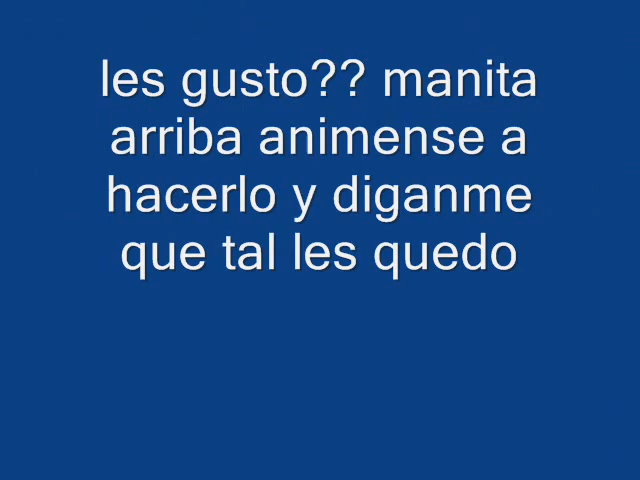 les gusto?? manita
arriba animense a
hacerlo y diganme
que tal les quedo